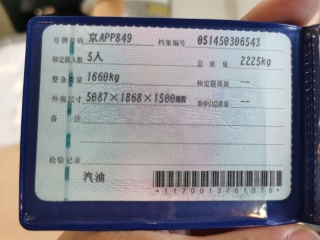 号牌号码 京APP849 档案编号 051450306543
核定载人数 5人 总质量 2225kg
整备质量 1660kg 核定载质量 --
外廓尺寸 5087×1868×1500mm 准牵引总质量 --
备注
检验记录
汽油
*1170013761375*